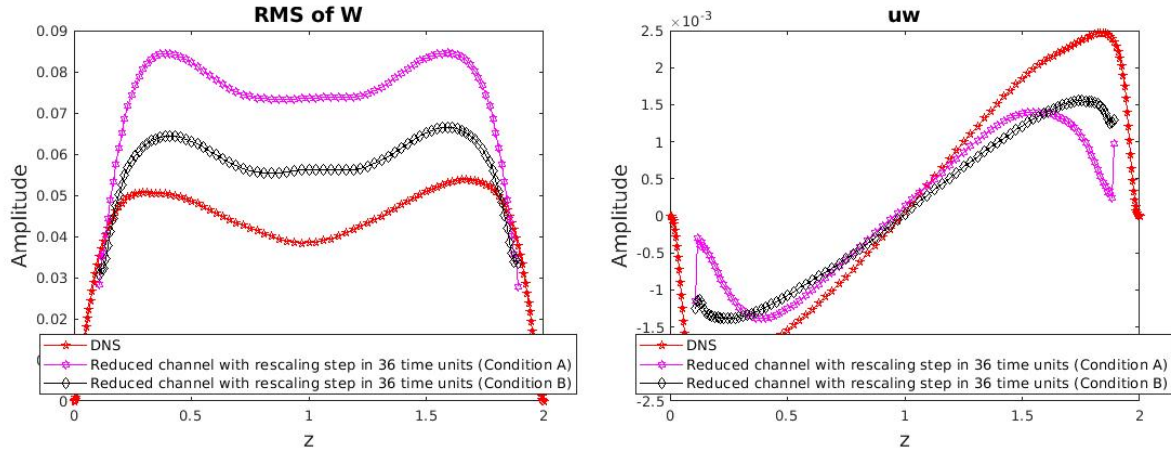 RMS of W
0.09
0.08
0.07
0.06
0.05
0.04
0.03
0.02
0
Amplitude
DNS
Reduced channel with rescaling step in 36 time units (Condition A)
Reduced channel with rescaling step in 36 time units (Condition B)
0
0.5
1
1.5
2
z
uw
×10⁻³
2.5
2
1.5
1
0.5
0
-0.5
-1
-1.5
-2.5
Amplitude
DNS
Reduced channel with rescaling step in 36 time units (Condition A)
Reduced channel with rescaling step in 36 time units (Condition B)
0
0.5
1
1.5
2
z